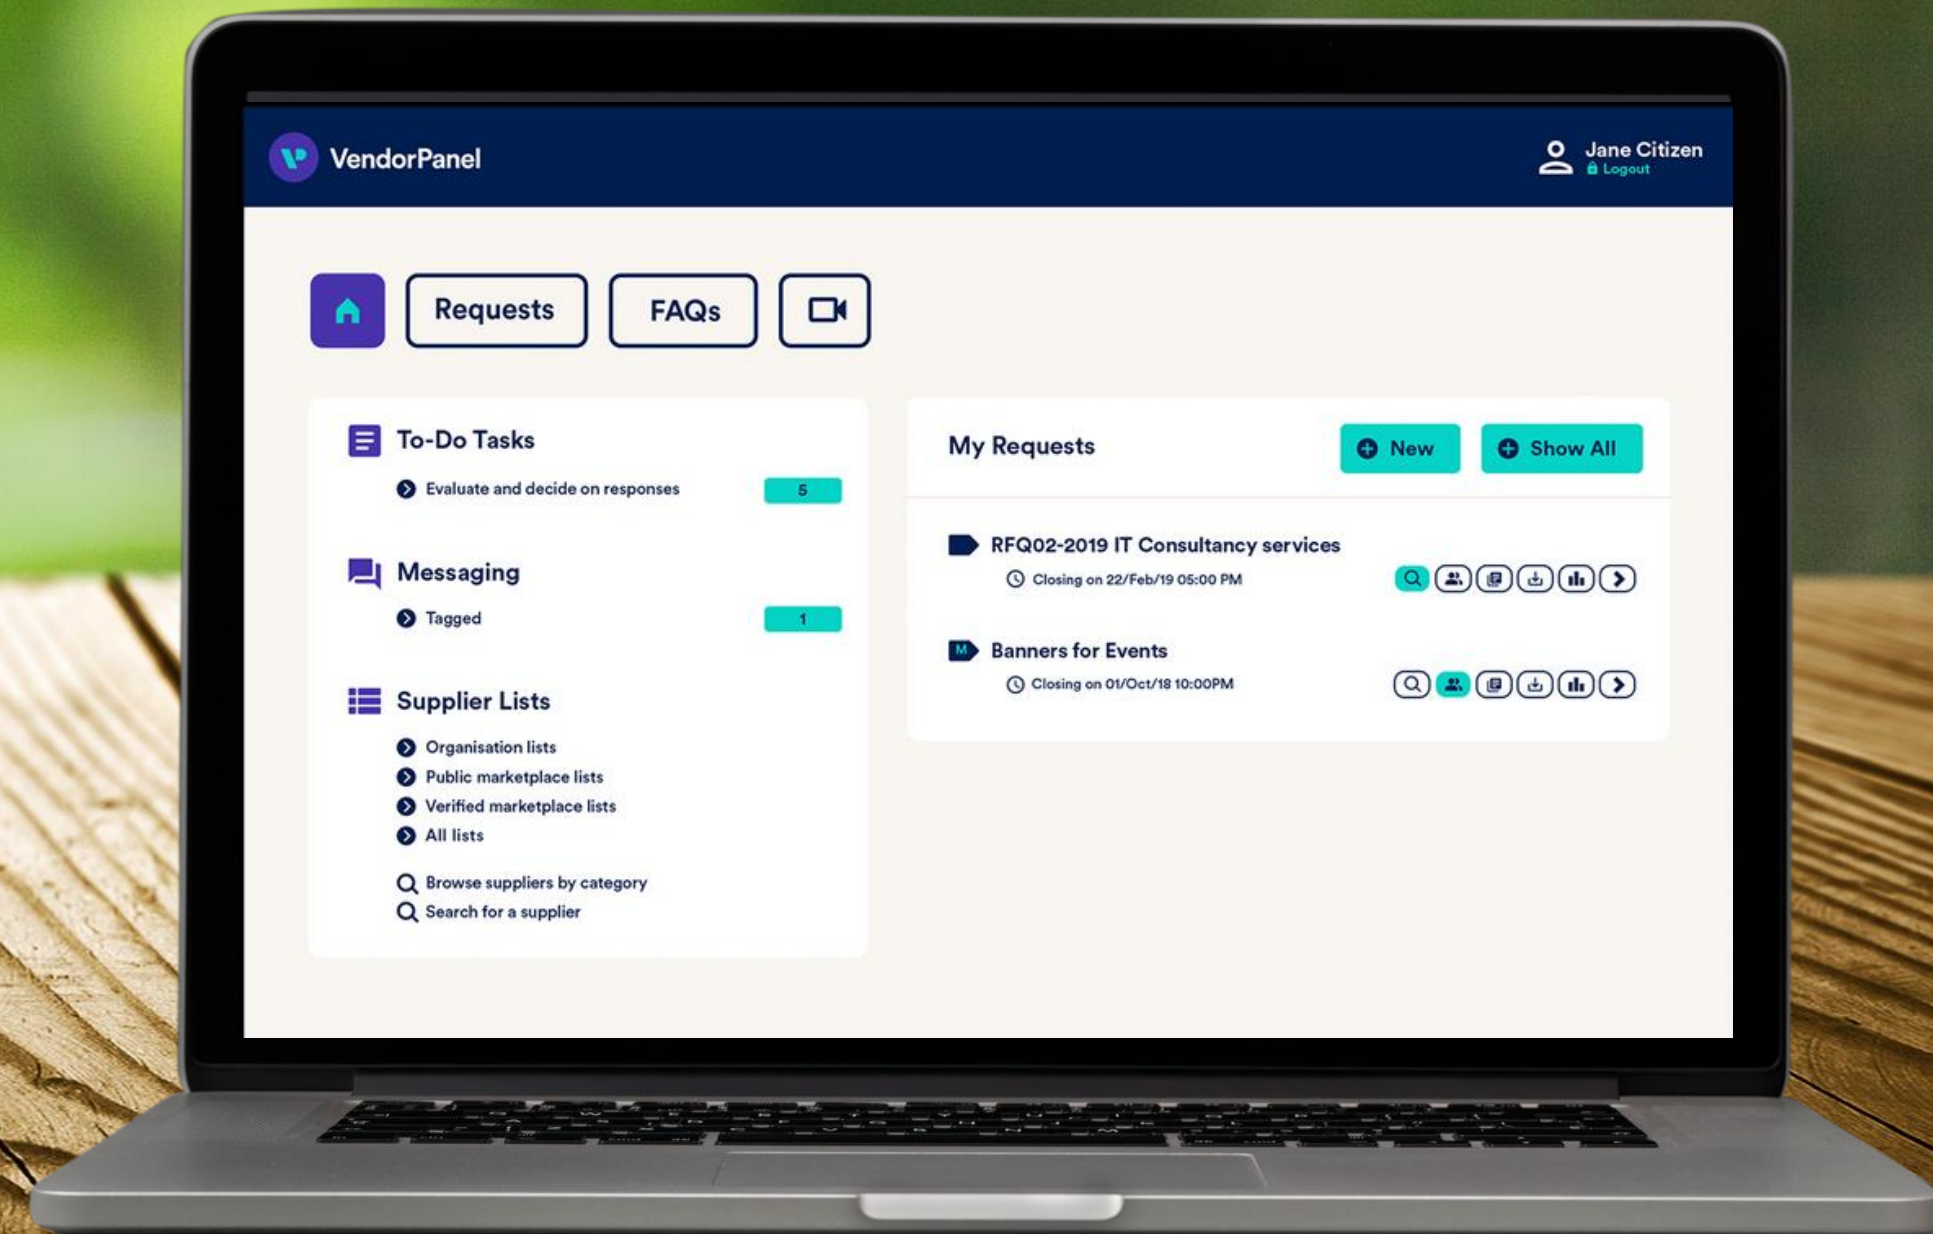 VendorPanel
Jane Citizen
Logout
Requests
FAQs
To-Do Tasks
Evaluate and decide on responses
5
Messaging
Tagged
1
Supplier Lists
Organisation lists
Public marketplace lists
Verified marketplace lists
All lists
Browse suppliers by category
Search for a supplier
My Requests
New
Show All
RFQ02-2019 IT Consultancy services
Closing on 22/Feb/19 05:00 PM
M
Banners for Events
Closing on 01/Oct/18 10:00PM